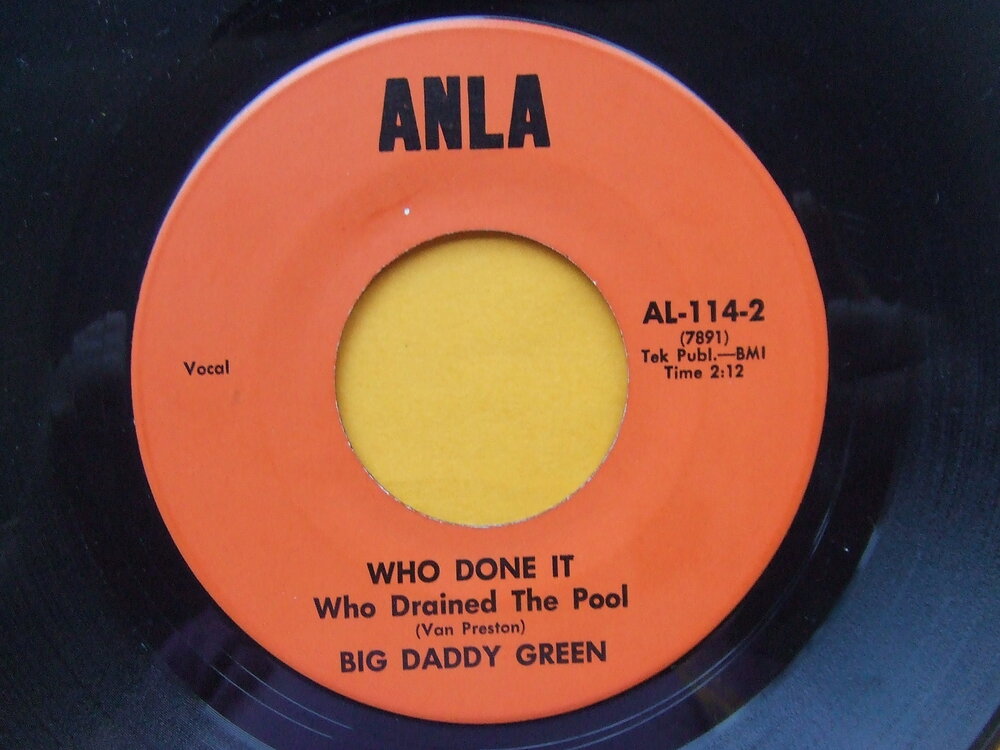 ANLA
Vocal
AL-114-2
(7891)
Tek Publ.—BMI
Time 2:12
WHO DONE IT
Who Drained The Pool
(Van Preston)
BIG DADDY GREEN